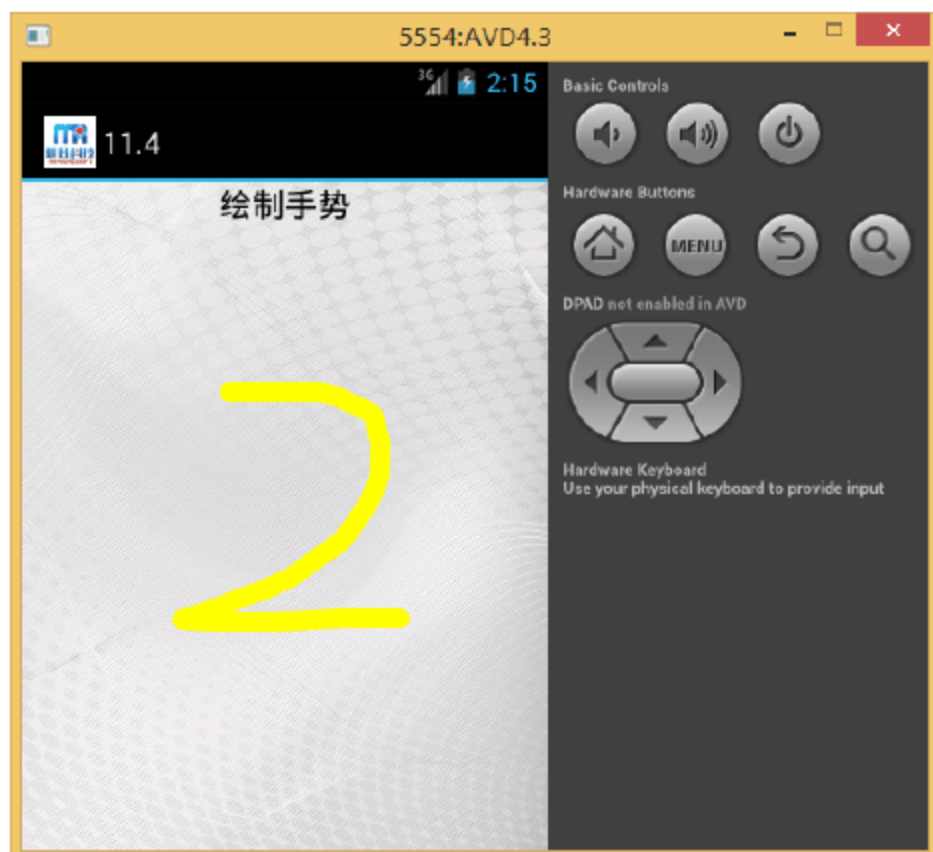 5554:AVD4.3
3G 2:15
11.4
绘制手势
2
Basic Controls
Hardware Buttons
MENU
DPAD not enabled in AVD
Hardware Keyboard
Use your physical keyboard to provide input